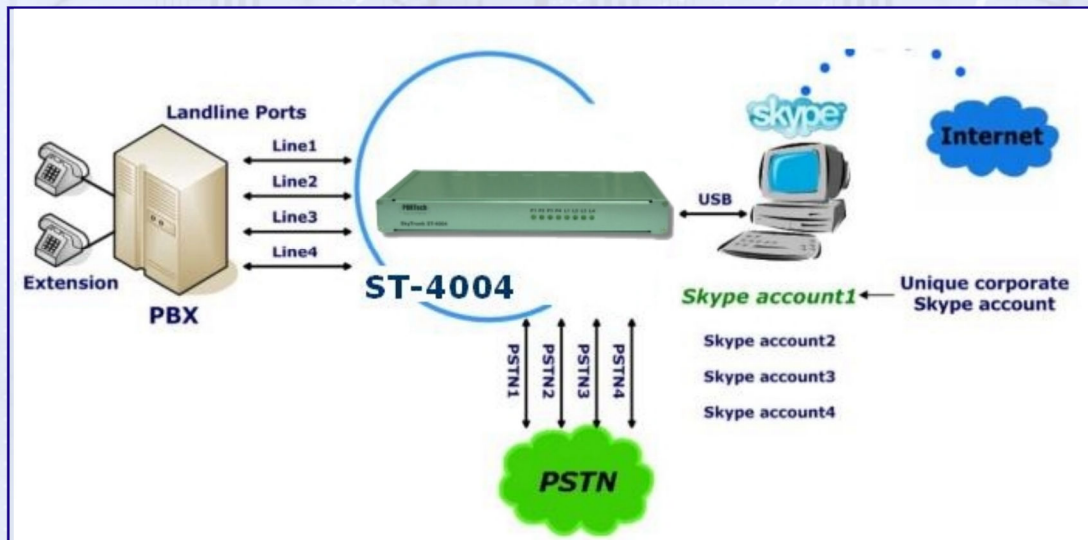 Landline Ports
Line1
Line2
Line3
Line4
Extension
PBX
ST-4004
USB
skype
Internet
Skype account1
Unique corporate
Skype account
Skype account2
Skype account3
Skype account4
PSTN1
PSTN2
PSTN3
PSTN4
PSTN